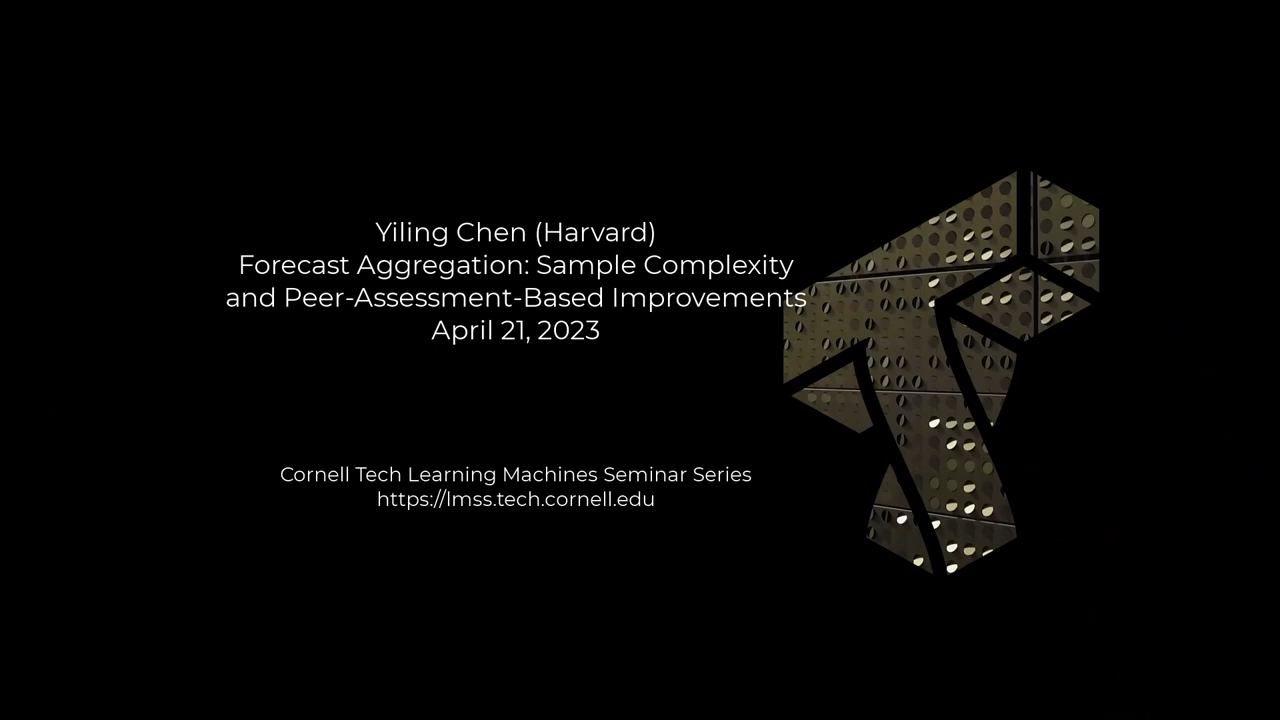 Yiling Chen (Harvard)
Forecast Aggregation: Sample Complexity
and Peer-Assessment-Based Improvements
April 21, 2023
Cornell Tech Learning Machines Seminar Series
https://lmss.tech.cornell.edu